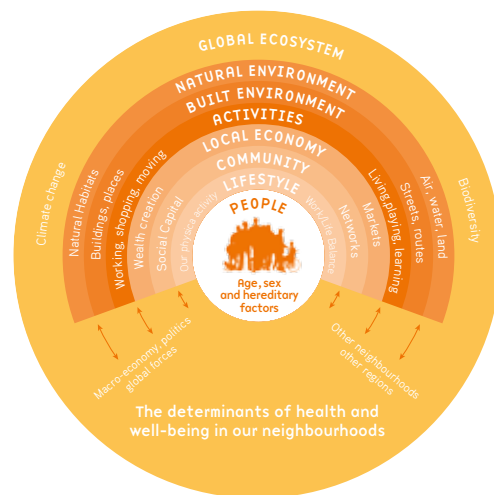 GLOBAL ECOSYSTEM
NATURAL ENVIRONMENT
BUILT ENVIRONMENT
ACTIVITIES
LOCAL ECONOMY
COMMUNITY
LIFESTYLE
PEOPLE
Age, sex
and hereditary
factors
Climate change
Natural Habitats
Buildings, places
Working, shopping, moving
Wealth creation
Social Capital
Our physica activity
Work/Life Balance
Networks
Markets
Living playing, learning
Streets, routes
Air, water, land
Biodiversity
Macro-economy, politics
global forces
Other neighbourhoods
other regions
The determinants of health and
well-being in our neighbourhoods